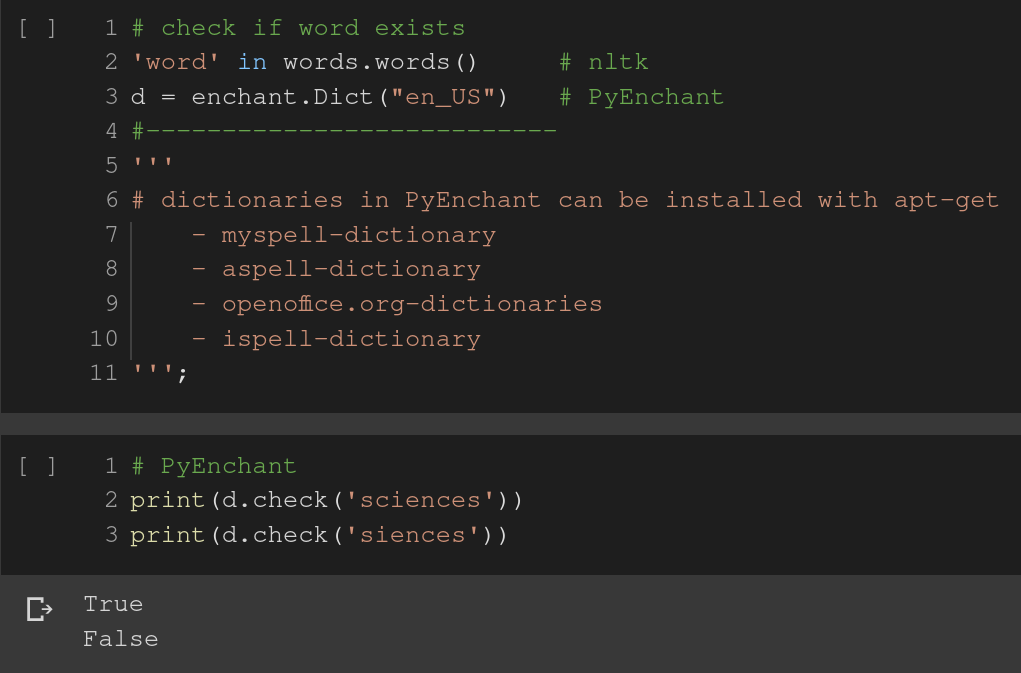 [ ] 1 # check if word exists
2 'word' in words.words() # nltk
3 d = enchant.Dict("en_US") # PyEnchant
4 #---------------------------
5 '''
6 # dictionaries in PyEnchant can be installed with apt-get
7 - myspell-dictionary
8 - aspell-dictionary
9 - openoffice.org-dictionaries
10 - ispell-dictionary
11 ''';
[ ] 1 # PyEnchant
2 print(d.check('sciences'))
3 print(d.check('siences'))
True
False